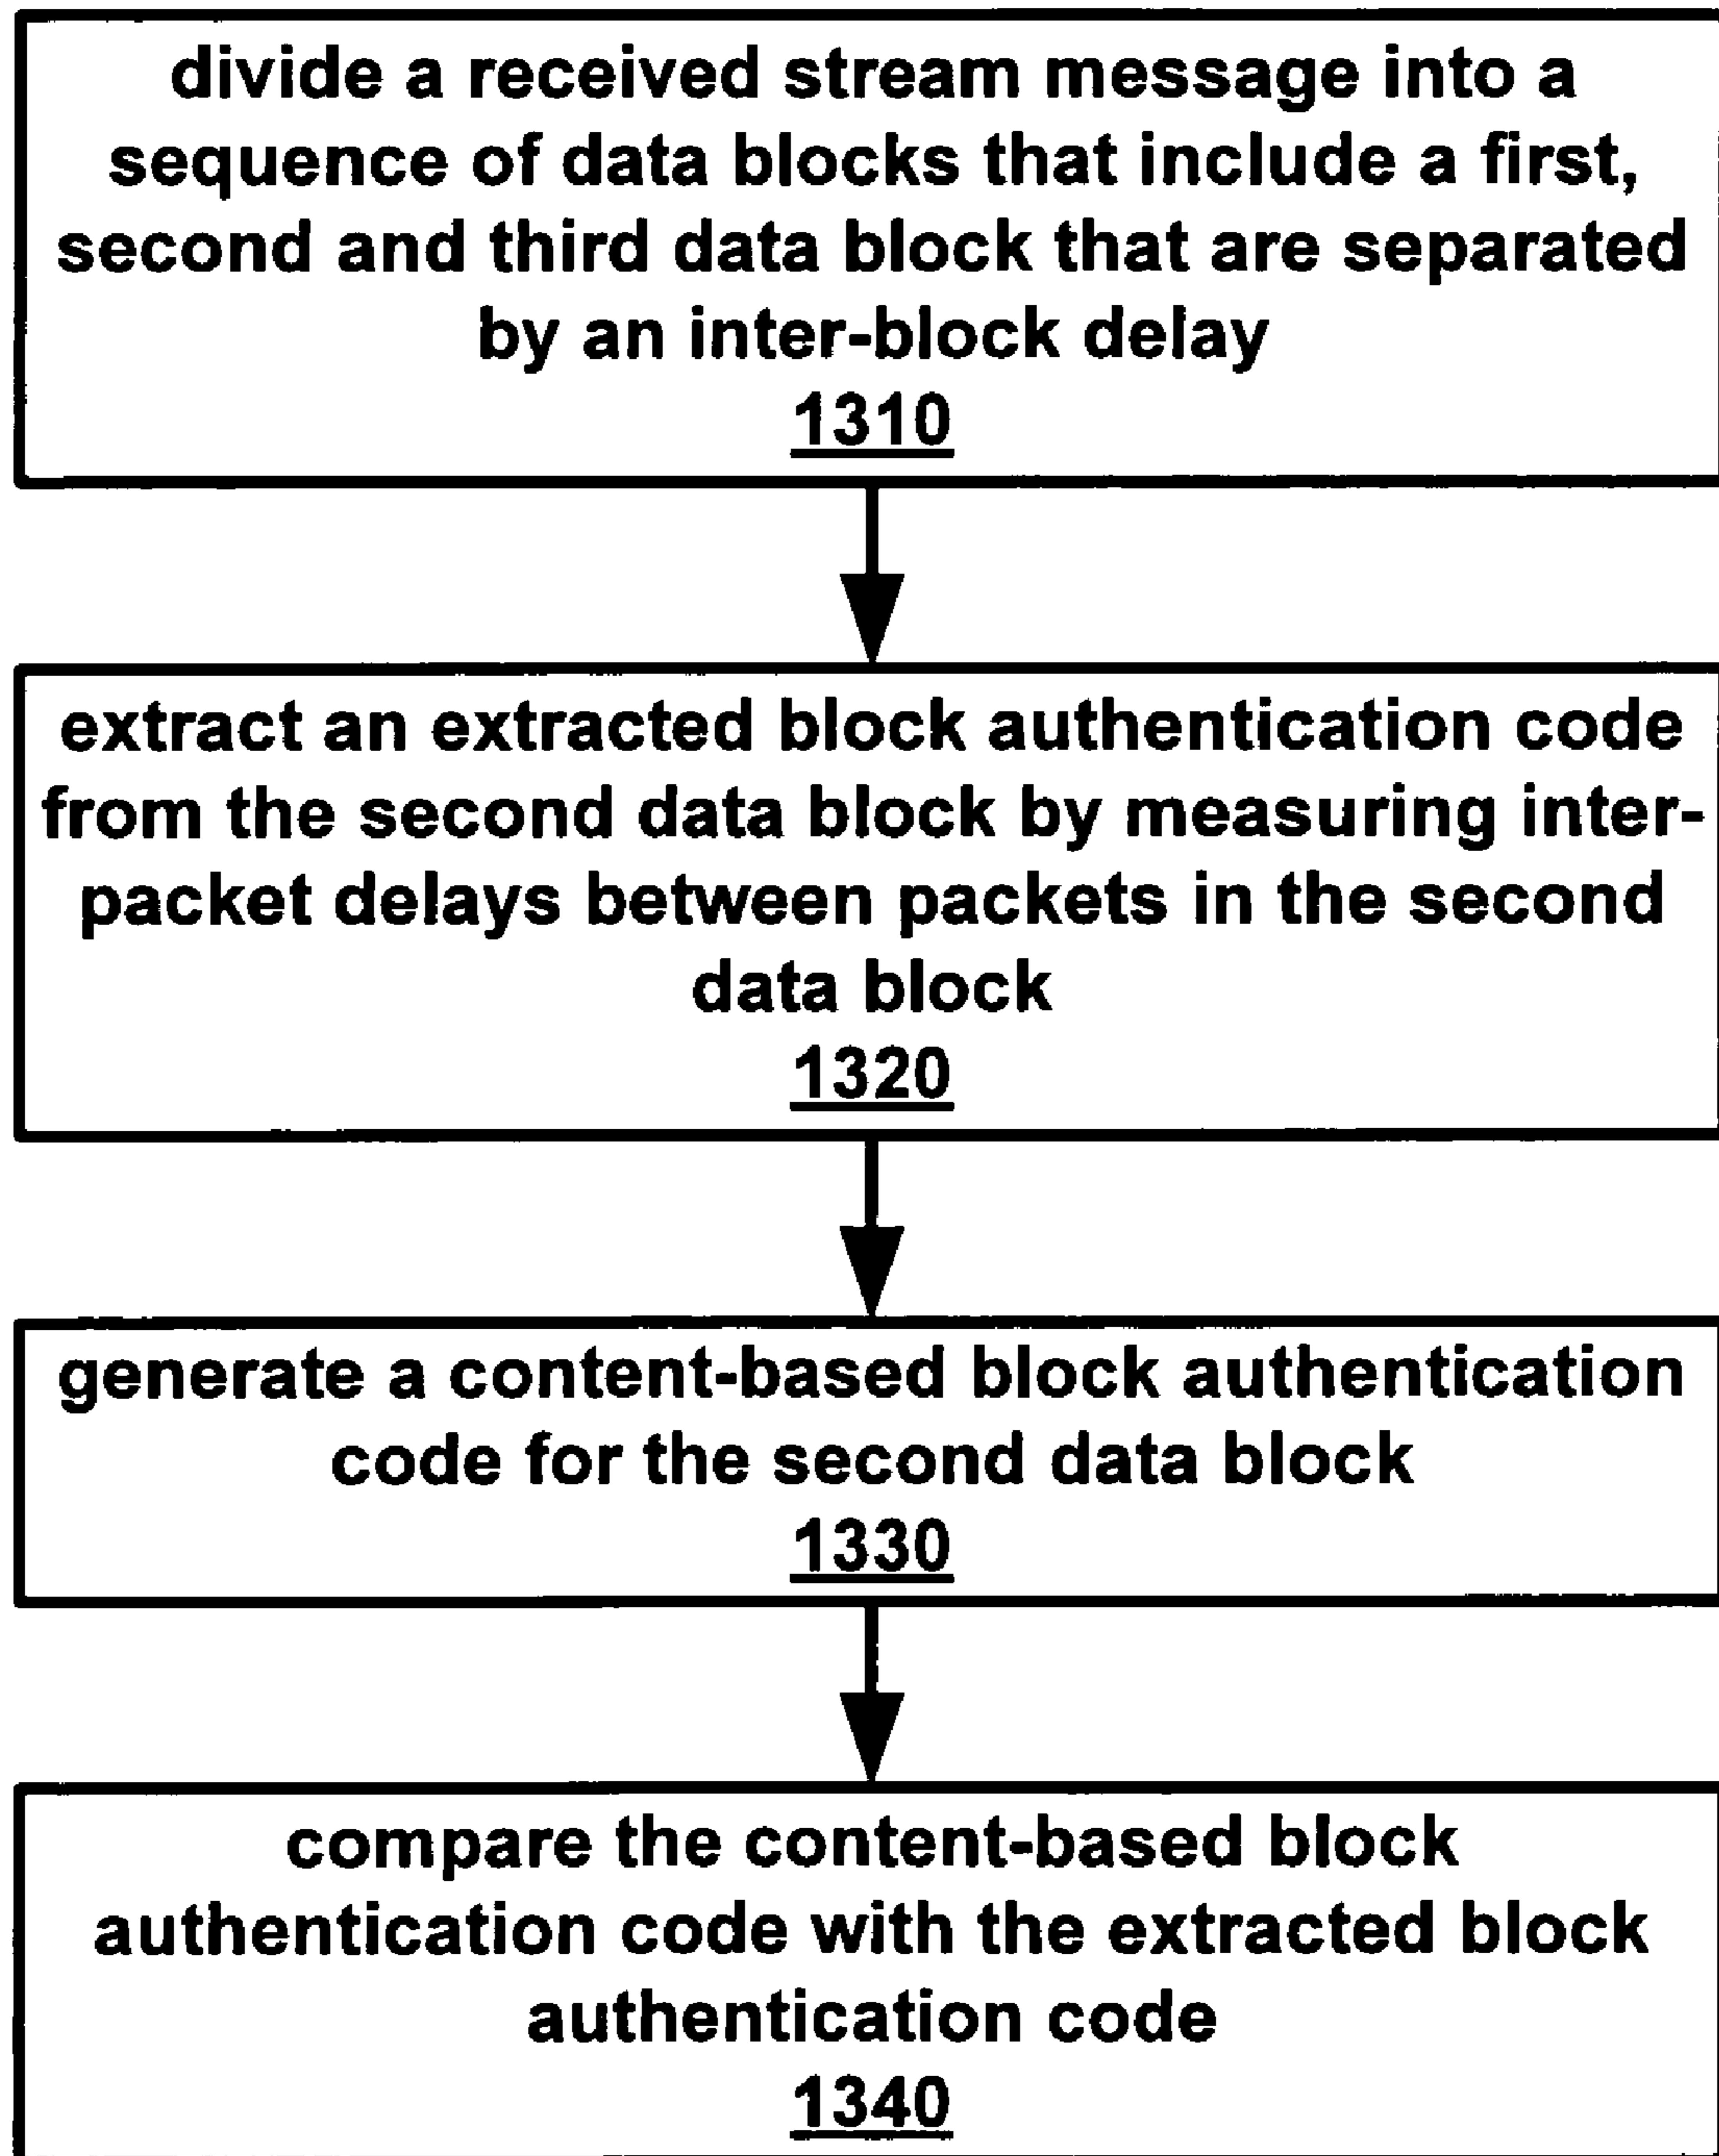 divide a received stream message into a
sequence of data blocks that include a first,
second and third data block that are separated
by an inter-block delay
1310
extract an extracted block authentication code
from the second data block by measuring inter-
packet delays between packets in the second
data block
1320
generate a content-based block authentication
code for the second data block
1330
compare the content-based block
authentication code with the extracted block
authentication code
1340